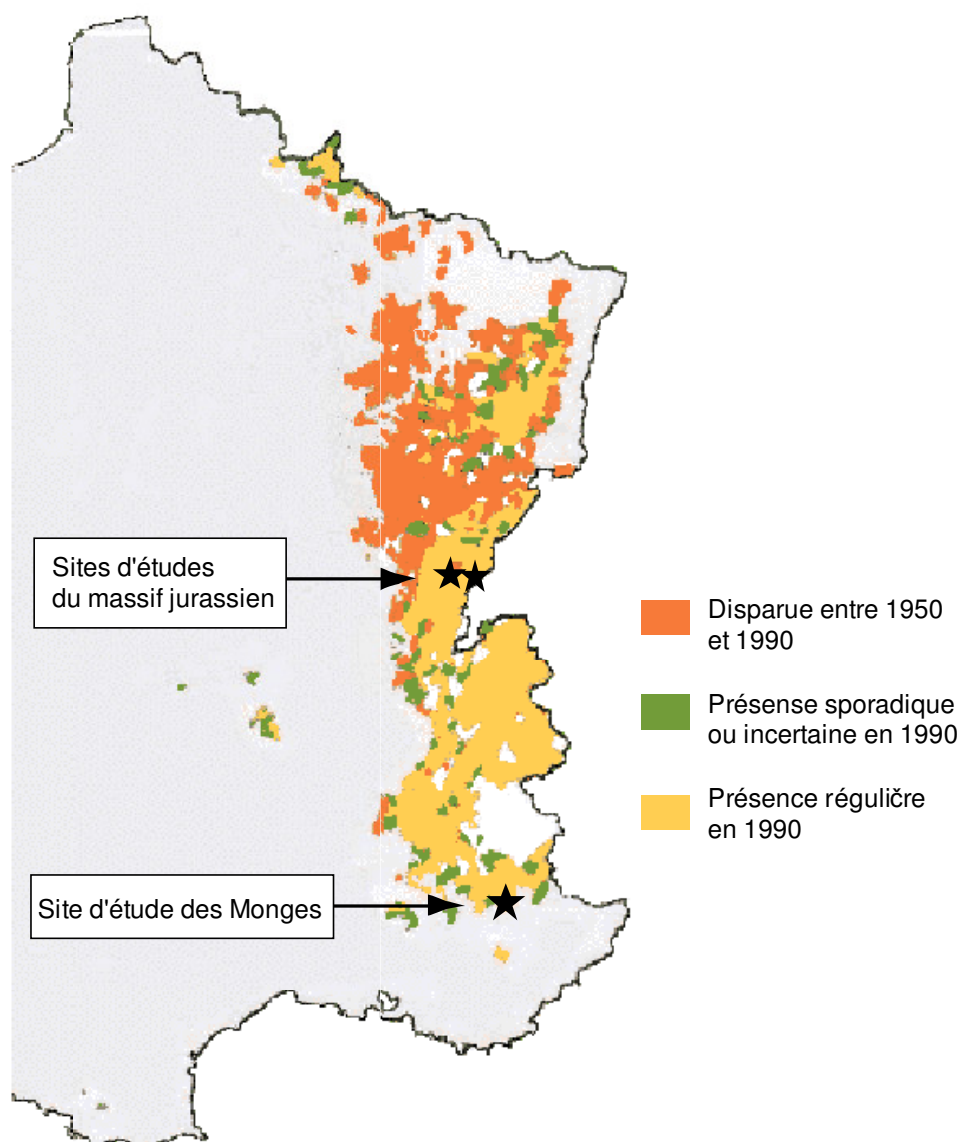 Sites d'études
du massif jurassien
Disparue entre 1950
et 1990
Présense sporadique
ou incertaine en 1990
Présence réguličre
en 1990
Site d'étude des Monges